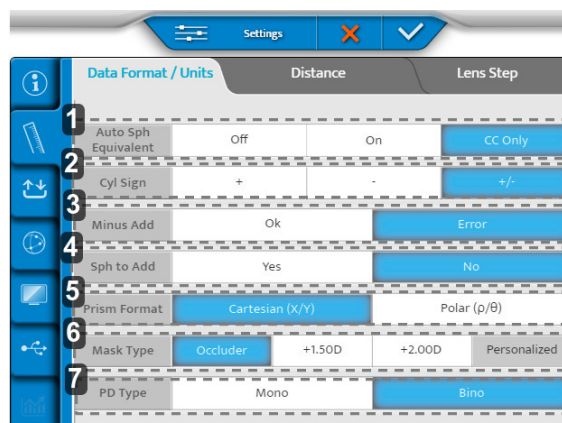 Settings
Data Format / Units Distance Lens Step
1
Auto Sph Equivalent Off On CC Only
2
Cyl Sign + - +/-
3
Minus Add Ok Error
4
Sph to Add Yes No
5
Prism Format Cartesian (X/Y) Polar (ρ/θ)
6
Mask Type Occluder +1.50D +2.00D Personalized
7
PD Type Mono Bino